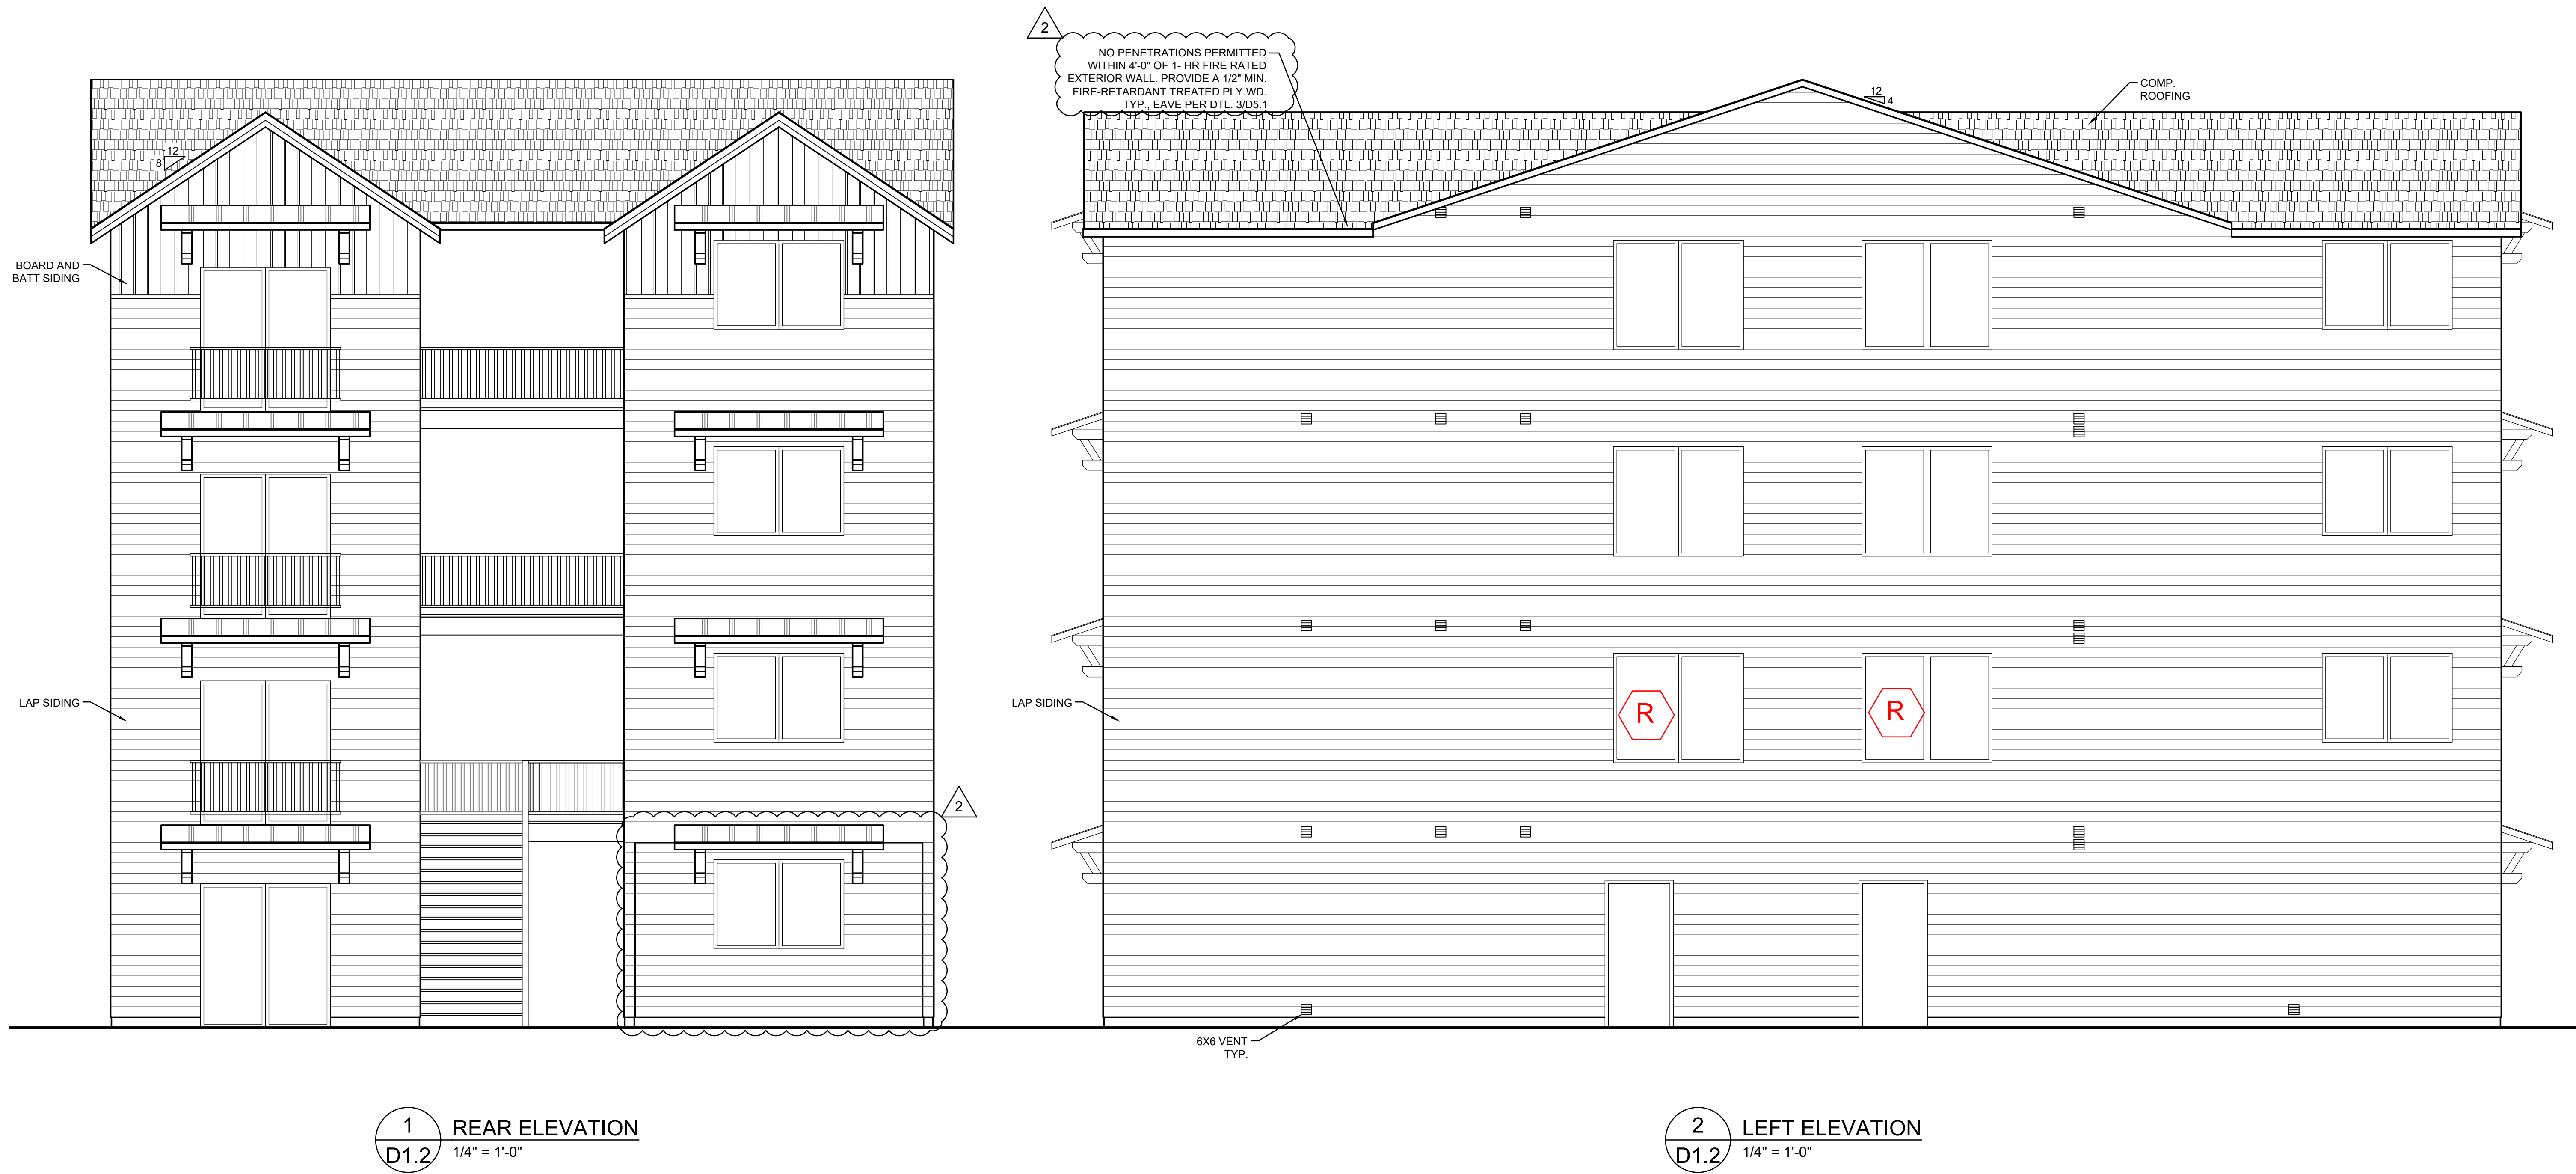 2
NO PENETRATIONS PERMITTED
WITHIN 4'-0" OF 1- HR FIRE RATED
EXTERIOR WALL. PROVIDE A 1/2" MIN.
FIRE-RETARDANT TREATED PLY.WD.
TYP., EAVE PER DTL. 3/D5.1
12
4
COMP.
ROOFING
12
8
BOARD AND
BATT SIDING
LAP SIDING
LAP SIDING
R
R
2
6X6 VENT
TYP.
1
D1.2
REAR ELEVATION
1/4" = 1'-0"
2
D1.2
LEFT ELEVATION
1/4" = 1'-0"